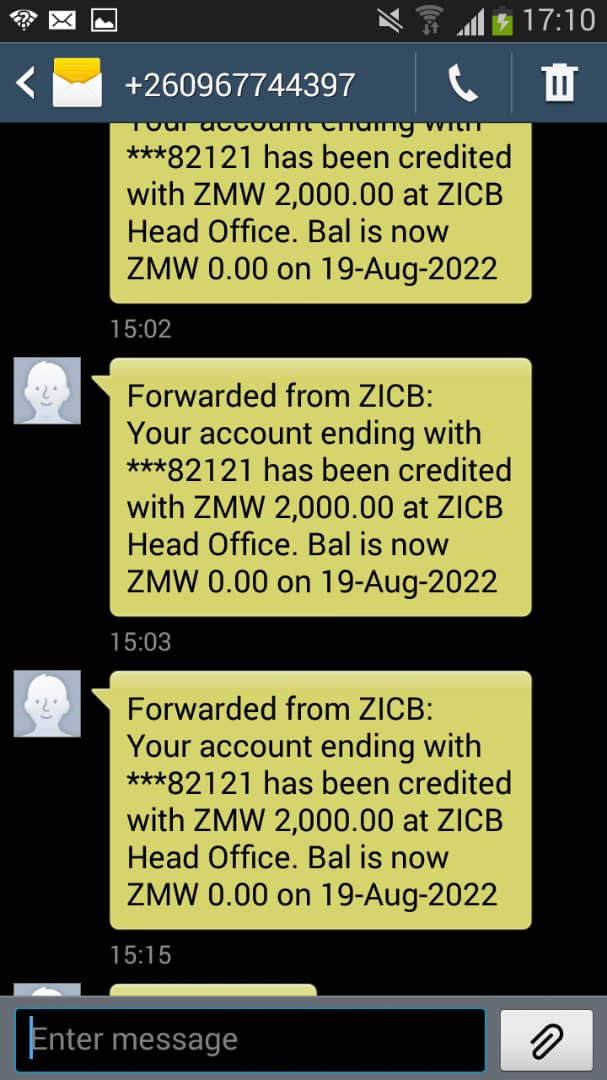 17:10
+260967744397
Your account ending with
***82121 has been credited
with ZMW 2,000.00 at ZICB
Head Office. Bal is now
ZMW 0.00 on 19-Aug-2022
15:02
Forwarded from ZICB:
Your account ending with
***82121 has been credited
with ZMW 2,000.00 at ZICB
Head Office. Bal is now
ZMW 0.00 on 19-Aug-2022
15:03
Forwarded from ZICB:
Your account ending with
***82121 has been credited
with ZMW 2,000.00 at ZICB
Head Office. Bal is now
ZMW 0.00 on 19-Aug-2022
15:15
Enter message